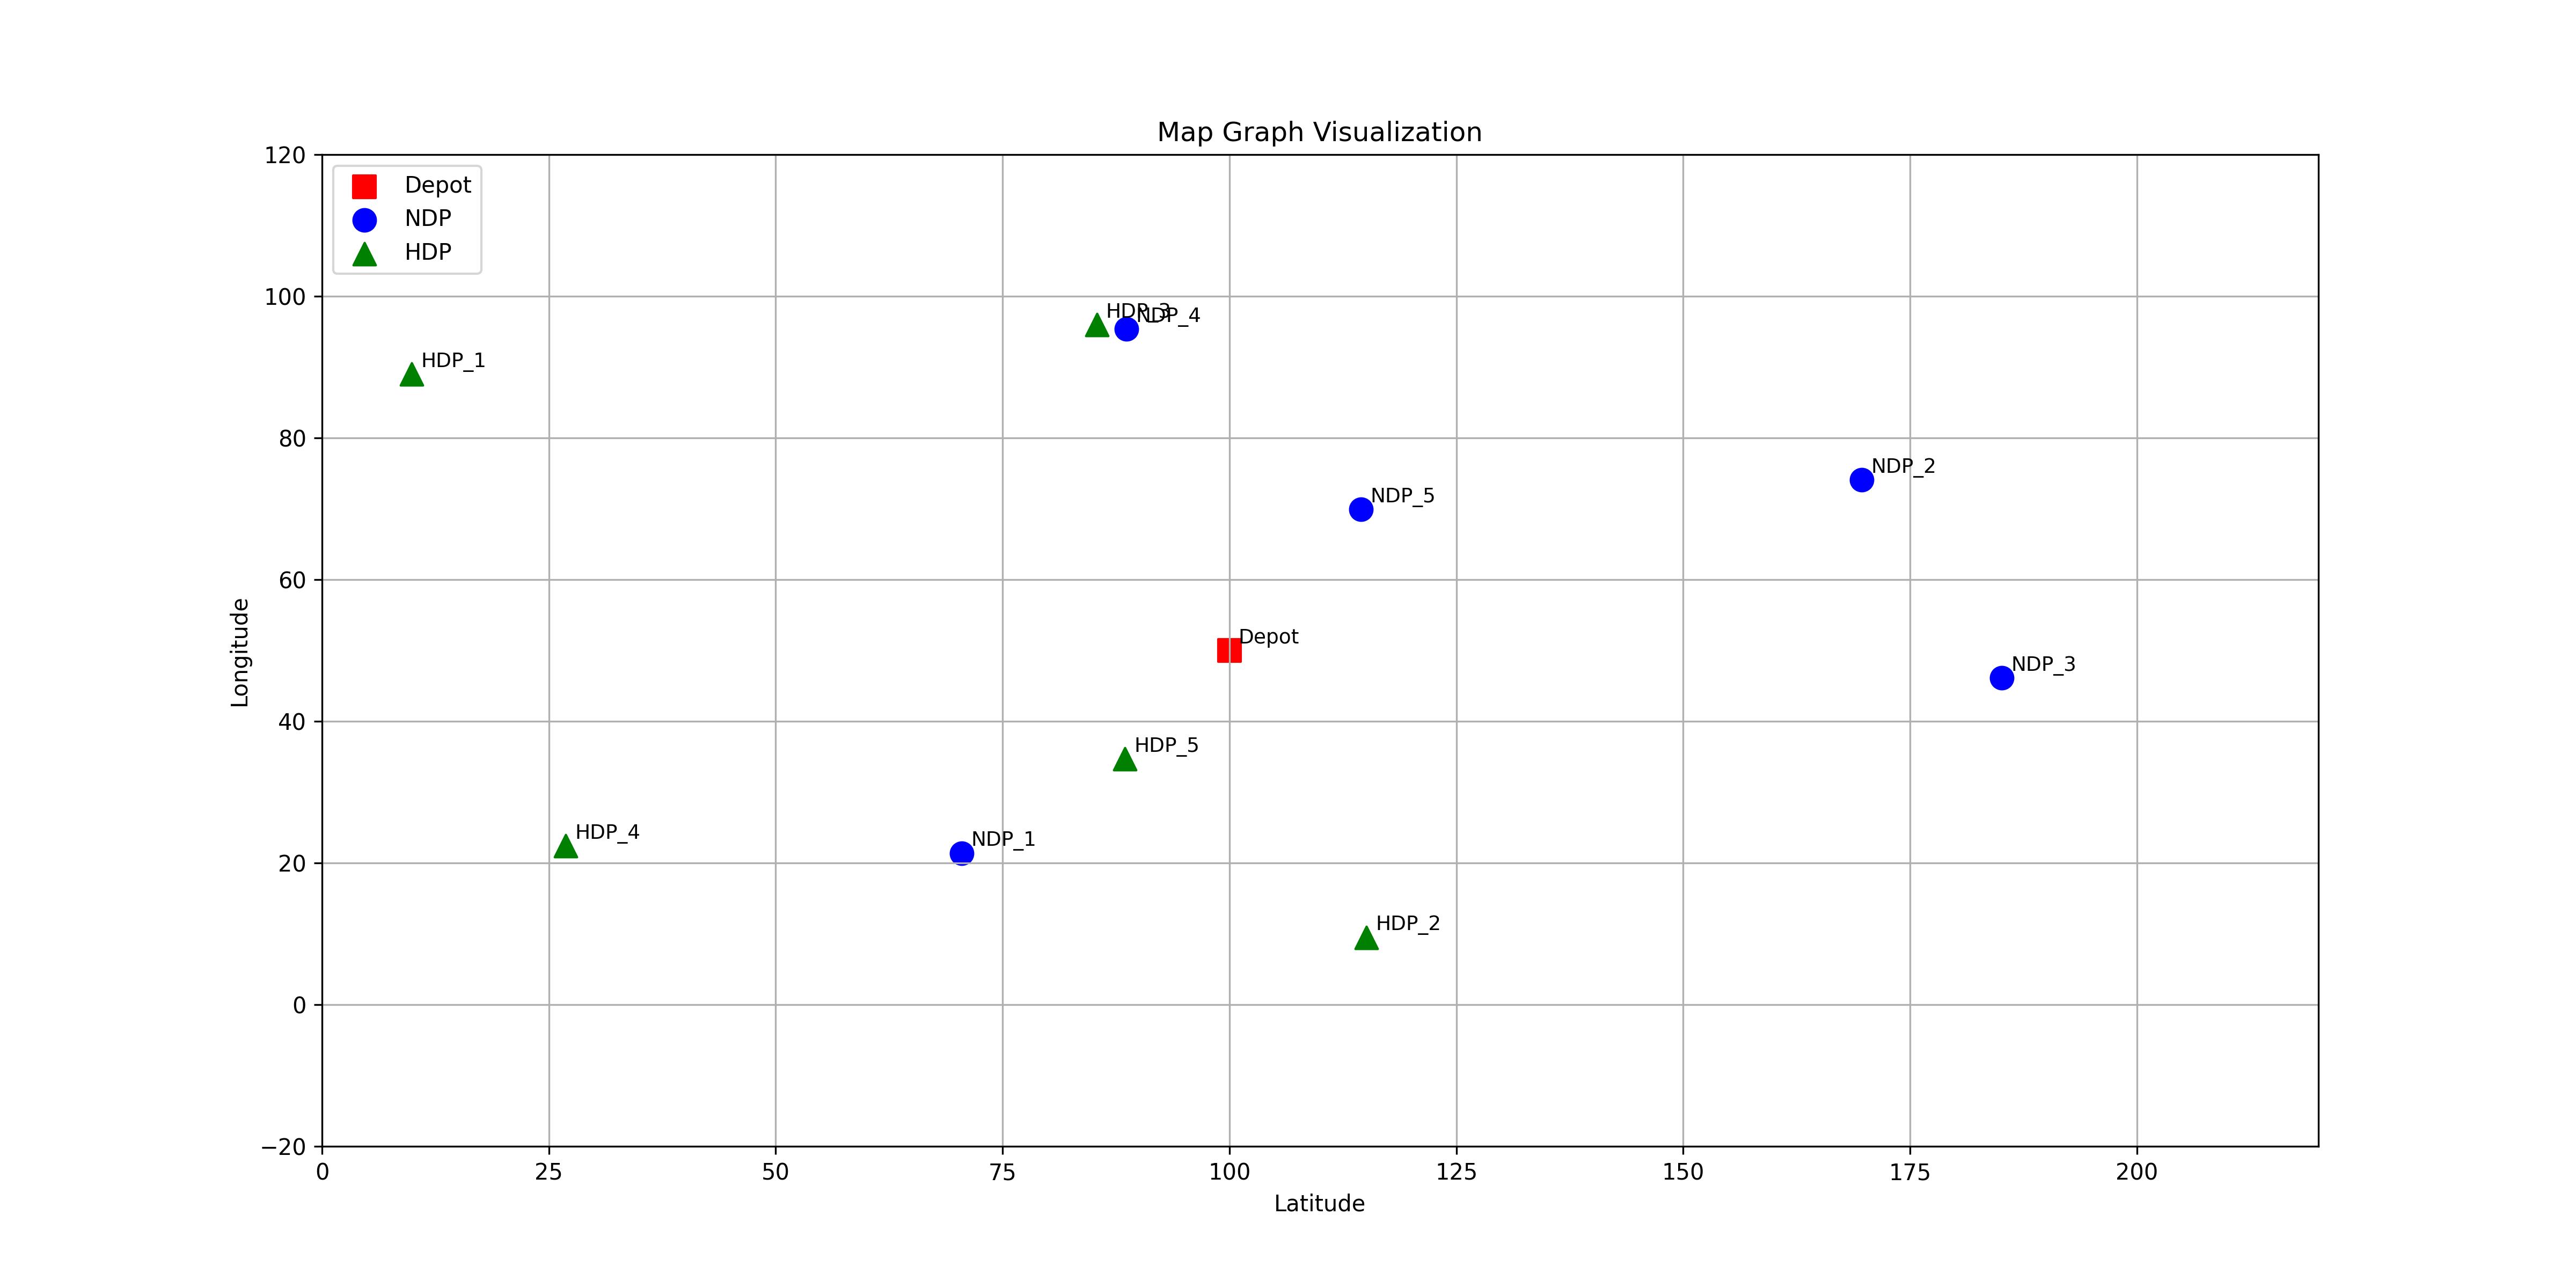 Map Graph Visualization
120
100
80
60
40
20
0
−20
Longitude
Depot
NDP
HDP
HDP_3
NDP_4
HDP_1
NDP_2
NDP_5
Depot
NDP_3
HDP_5
HDP_4
NDP_1
HDP_2
0 25 50 75 100 125 150 175 200
Latitude